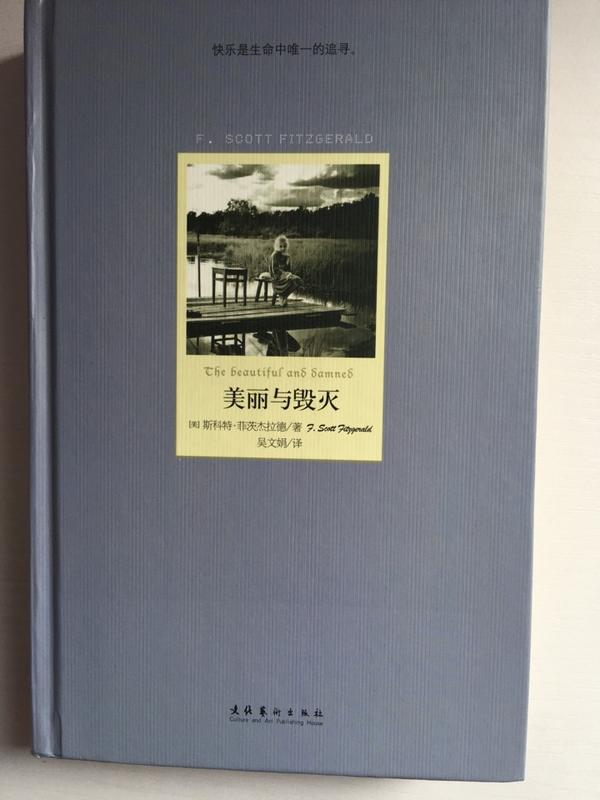 快乐是生命中唯一的追寻。
F. SCOTT FITZGERALD
The beautiful and damned
美丽与毁灭
[美] 斯科特·菲茨杰拉德/著 F. Scott Fitzgerald
吴文娟/译
文化艺术出版社
Culture and Art Publishing House